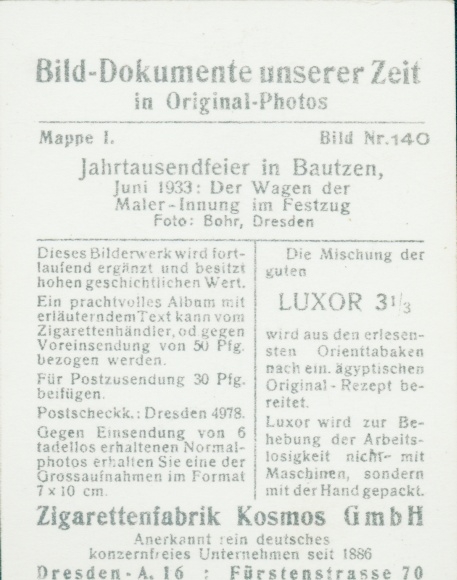 Bild-Dokumente unserer Zeit
in Original-Photos
Mappe I. Bild Nr.140
Jahrtausendfeier in Bautzen,
Juni 1933: Der Wagen der
Maler-Innung im Festzug
Foto: Bohr, Dresden
Dieses Bilderwerk wird fort-
laufend ergänzt und besitzt
hohen geschichtlichen Wert.
Ein prachtvolles Album mit
erläuterndem Text kann vom
Zigarettenhändler, od gegen
Voreinsendung von 50 Pfg.
bezogen werden.
Für Postzusendung 30 Pfg.
beifügen.
Postscheckk.: Dresden 4978.
Gegen Einsendung von 6
tadellos erhaltenen Normal-
photos erhalten Sie eine der
Grossaufnahmen im Format
7 x 10 cm.
Die Mischung der
guten
LUXOR 3 1/3
wird aus den erlesen-
sten Orienttabaken
nach ein. ägyptischen
Original-Rezept be-
reitet.
Luxor wird zur Be-
hebung der Arbeits-
losigkeit nicht mit
Maschinen, sondern
mit der Hand gepackt.
Zigarettenfabrik Kosmos GmbH
Anerkannt rein deutsches
konzernfreies Unternehmen seit 1886
Dresden-A. 16 : Fürstenstrasse 70